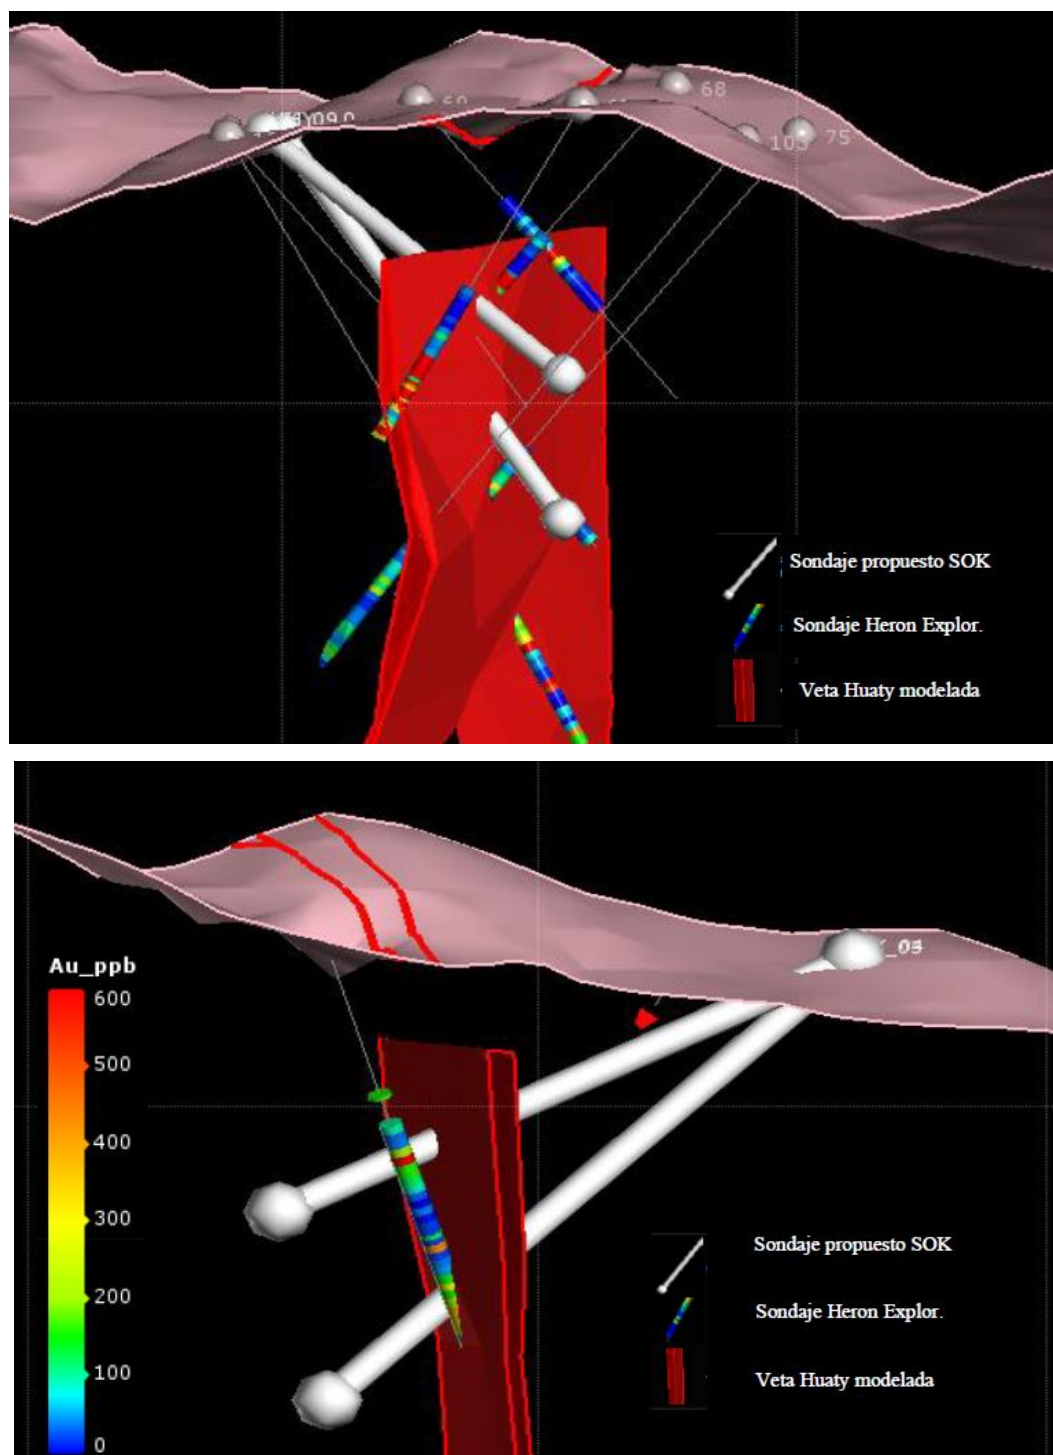 68
103
75
Sondaje propuesto SOK
Sondaje Heron Explor.
Veta Huaty modelada
Au_ppb
600
500
400
300
200
100
0
Sondaje propuesto SOK
Sondaje Heron Explor.
Veta Huaty modelada